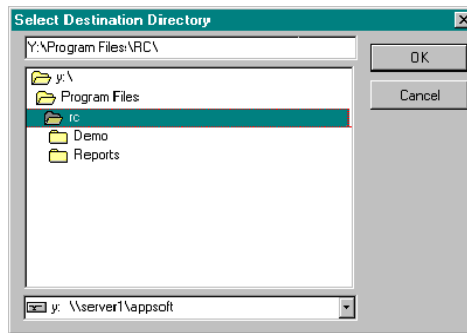 Select Destination Directory
Y:\Program Files\RC\
OK
y:\
Program Files
Cancel
rc
Demo
Reports
y: \\server1\appsoft